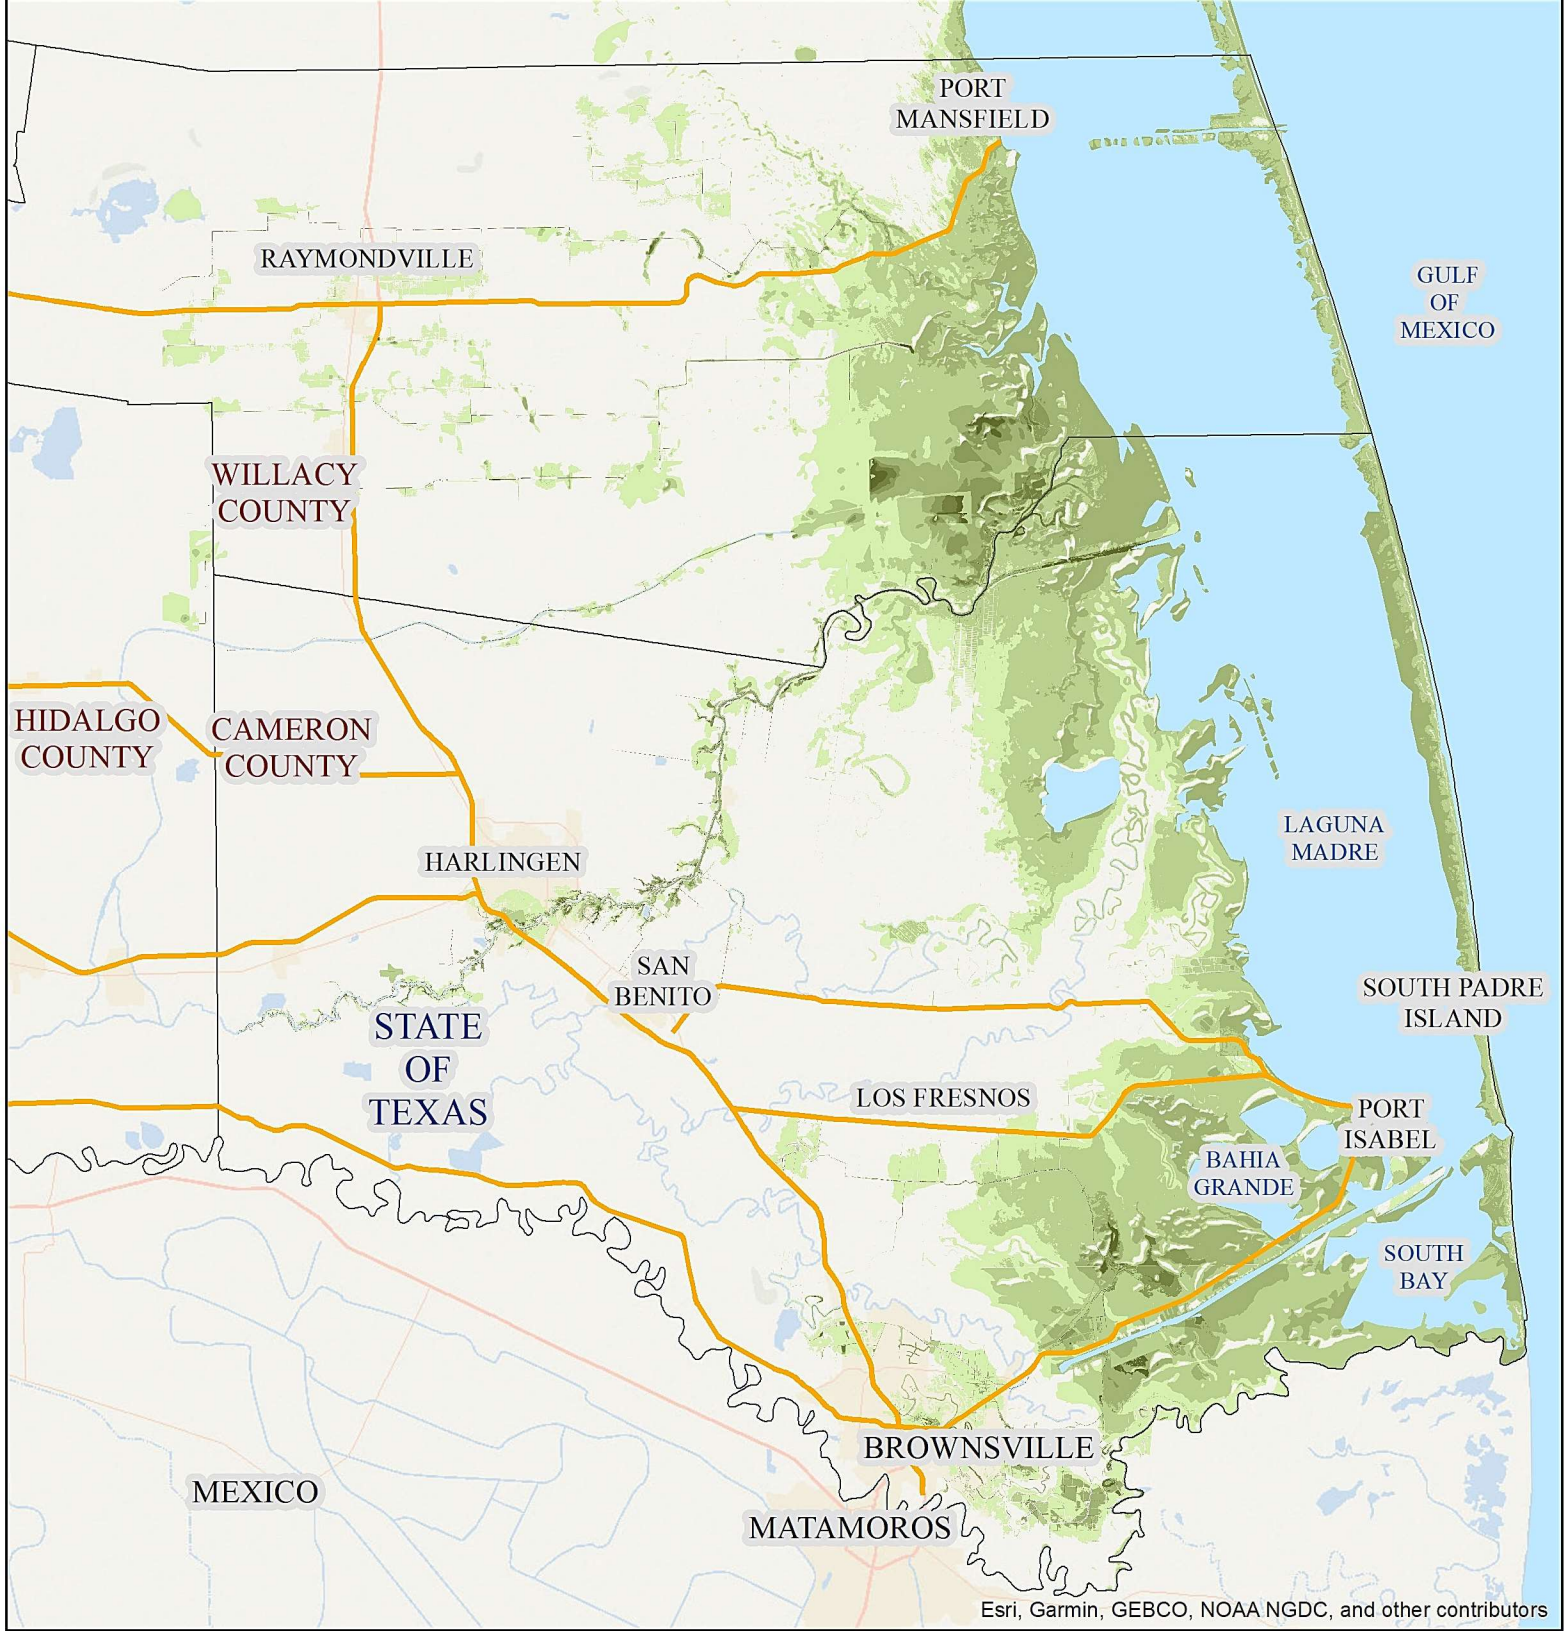 PORT
MANSFIELD
RAYMONDVILLE
GULF
OF
MEXICO
WILLACY
COUNTY
HIDALGO
COUNTY
CAMERON
COUNTY
LAGUNA
MADRE
HARLINGEN
SAN
BENITO
SOUTH PADRE
ISLAND
STATE
OF
TEXAS
LOS FRESNOS
PORT
ISABEL
BAHIA
GRANDE
SOUTH
BAY
BROWNSVILLE
MEXICO
MATAMOROS
Esri, Garmin, GEBCO, NOAA NGDC, and other contributors